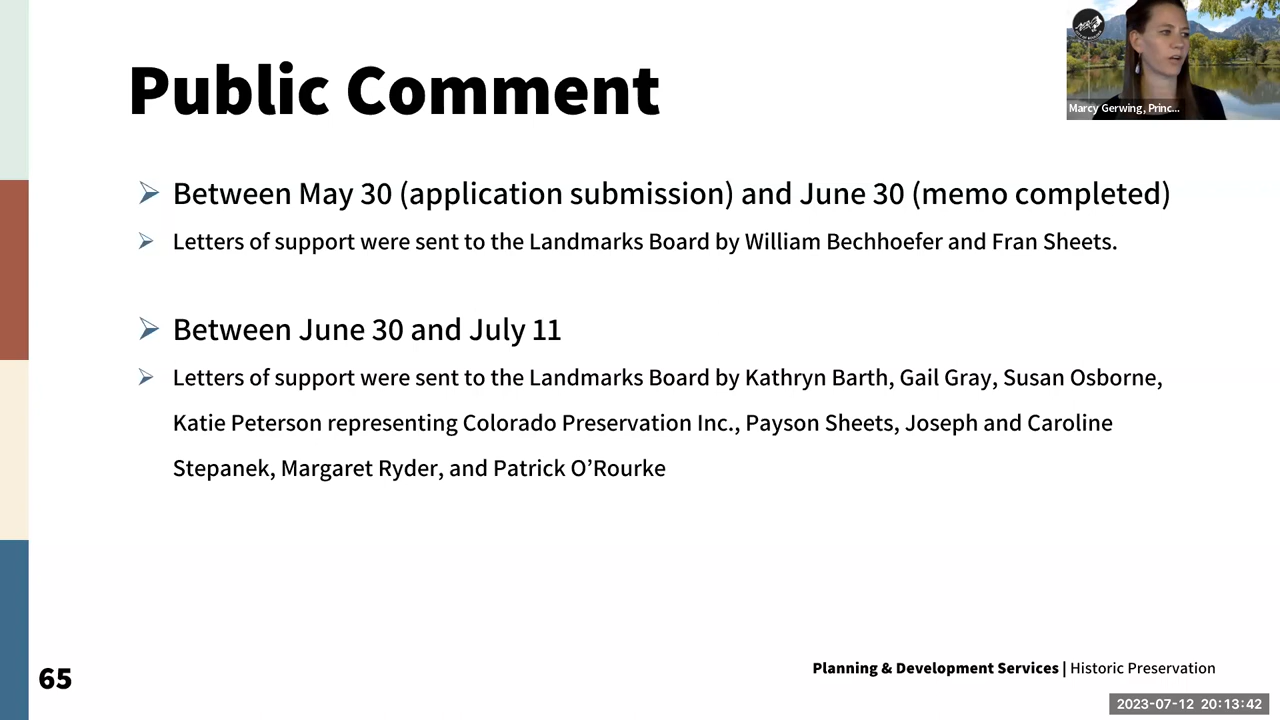 Public Comment
Marcy Gerwing, Princ...
Between May 30 (application submission) and June 30 (memo completed)
Letters of support were sent to the Landmarks Board by William Bechhoefer and Fran Sheets.
Between June 30 and July 11
Letters of support were sent to the Landmarks Board by Kathryn Barth, Gail Gray, Susan Osborne,
Katie Peterson representing Colorado Preservation Inc., Payson Sheets, Joseph and Caroline
Stepanek, Margaret Ryder, and Patrick O’Rourke
65
Planning & Development Services | Historic Preservation
2023-07-12 20:13:42